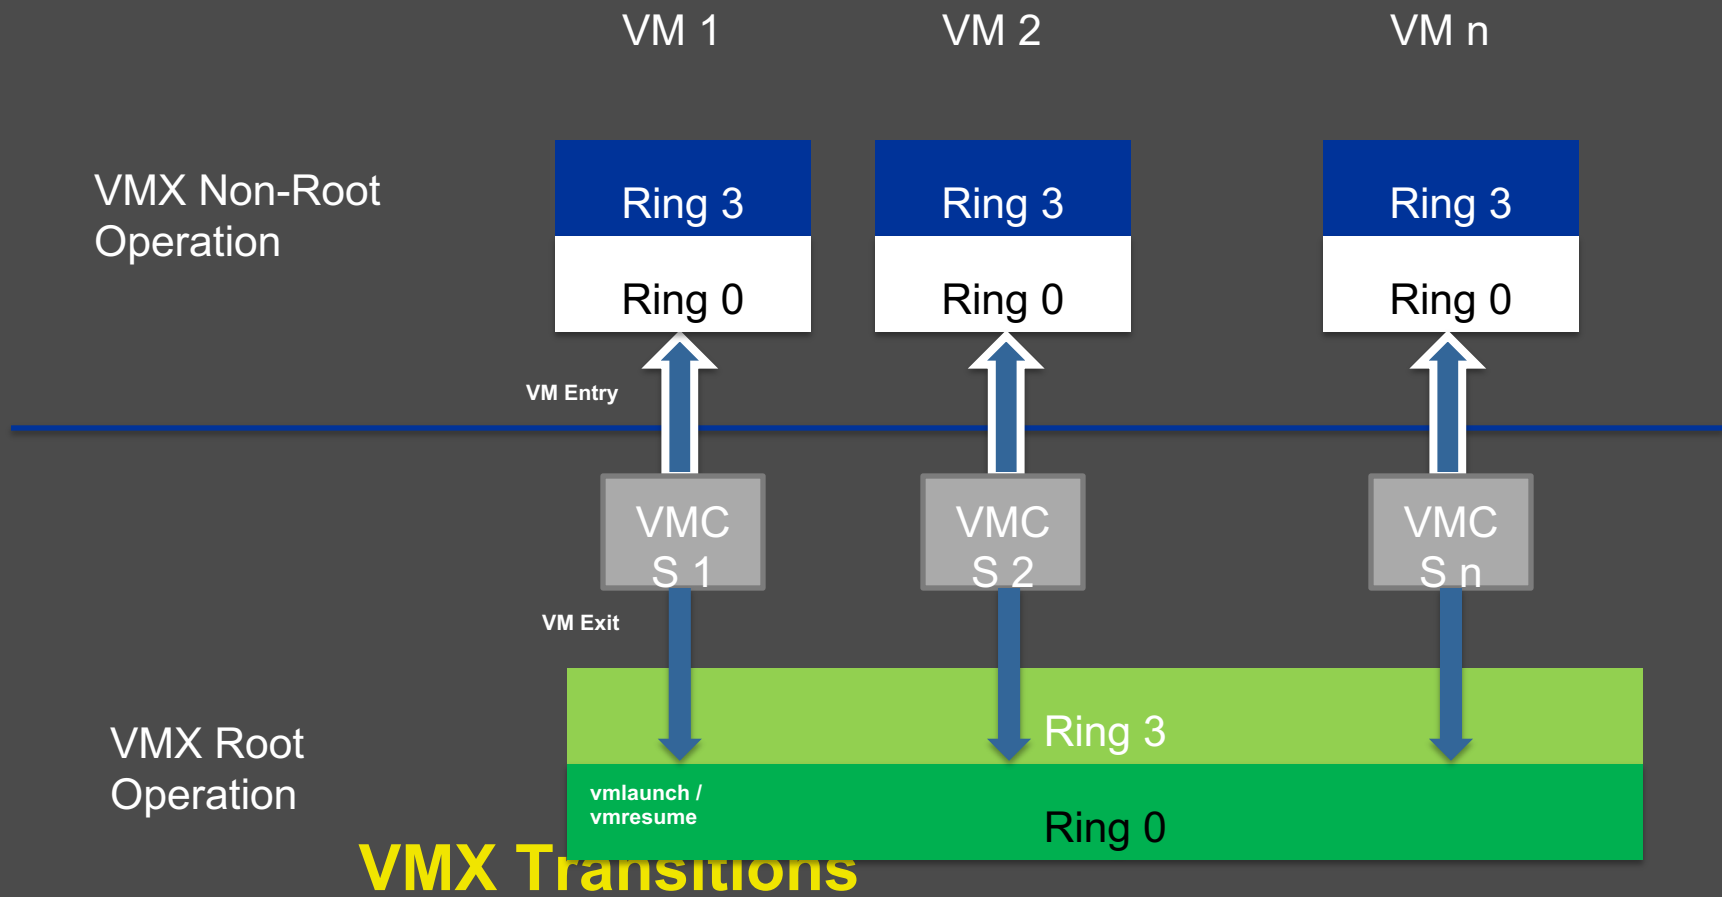 VM 1
VM 2
VM n
VMX Non-Root
Operation
Ring 3
Ring 3
Ring 3
Ring 0
Ring 0
Ring 0
VM Entry
VMC
S 1
VMC
S 2
VMC
S n
VM Exit
VMX Root
Operation
Ring 3
vmlaunch /
vmresume
Ring 0
VMX Transitions